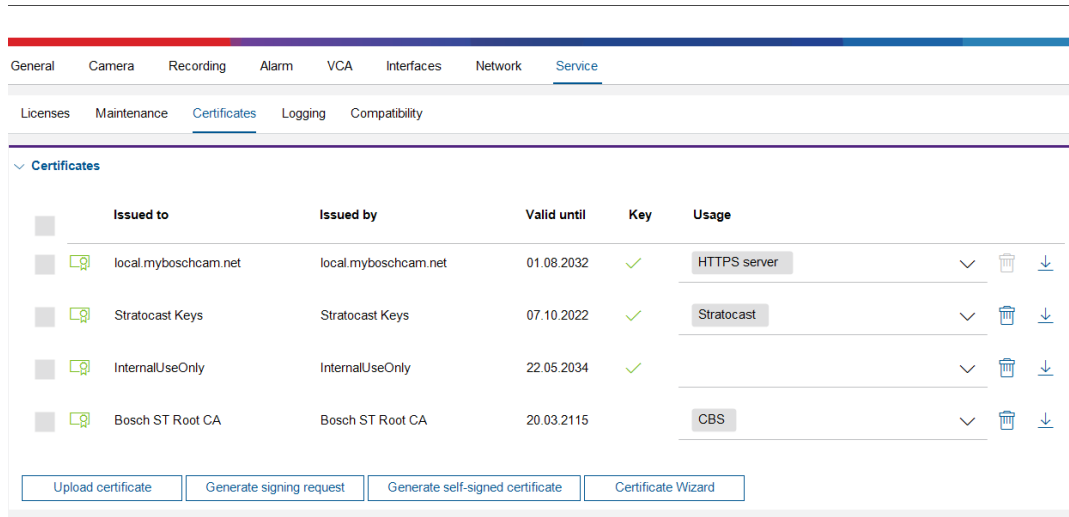 General Camera Recording Alarm VCA Interfaces Network Service
Licenses Maintenance Certificates Logging Compatibility
Certificates
Issued to Issued by Valid until Key Usage
local.myboschcam.net local.myboschcam.net 01.08.2032 HTTPS server
Stratocast Keys Stratocast Keys 07.10.2022 Stratocast
InternalUseOnly InternalUseOnly 22.05.2034
Bosch ST Root CA Bosch ST Root CA 20.03.2115 CBS
Upload certificate Generate signing request Generate self-signed certificate Certificate Wizard